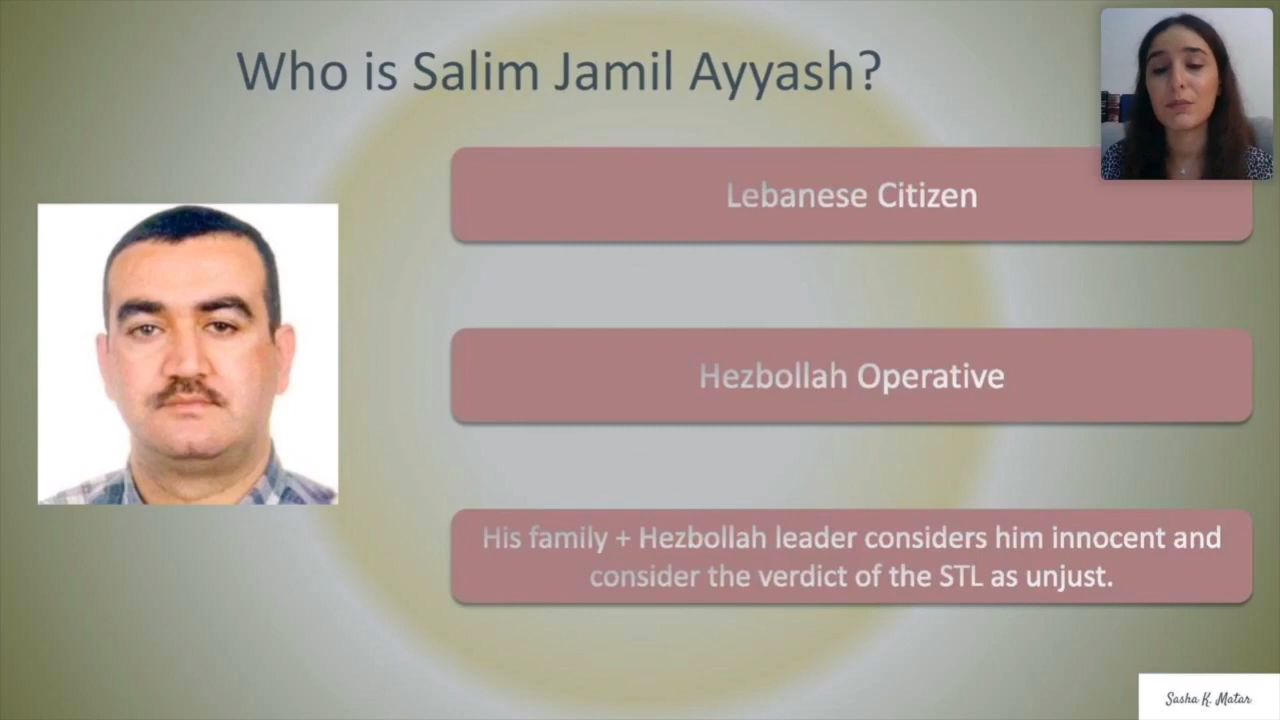 Who is Salim Jamil Ayyash?
Lebanese Citizen
Hezbollah Operative
His family + Hezbollah leader considers him innocent and
consider the verdict of the STL as unjust.
Sasha K. Matar